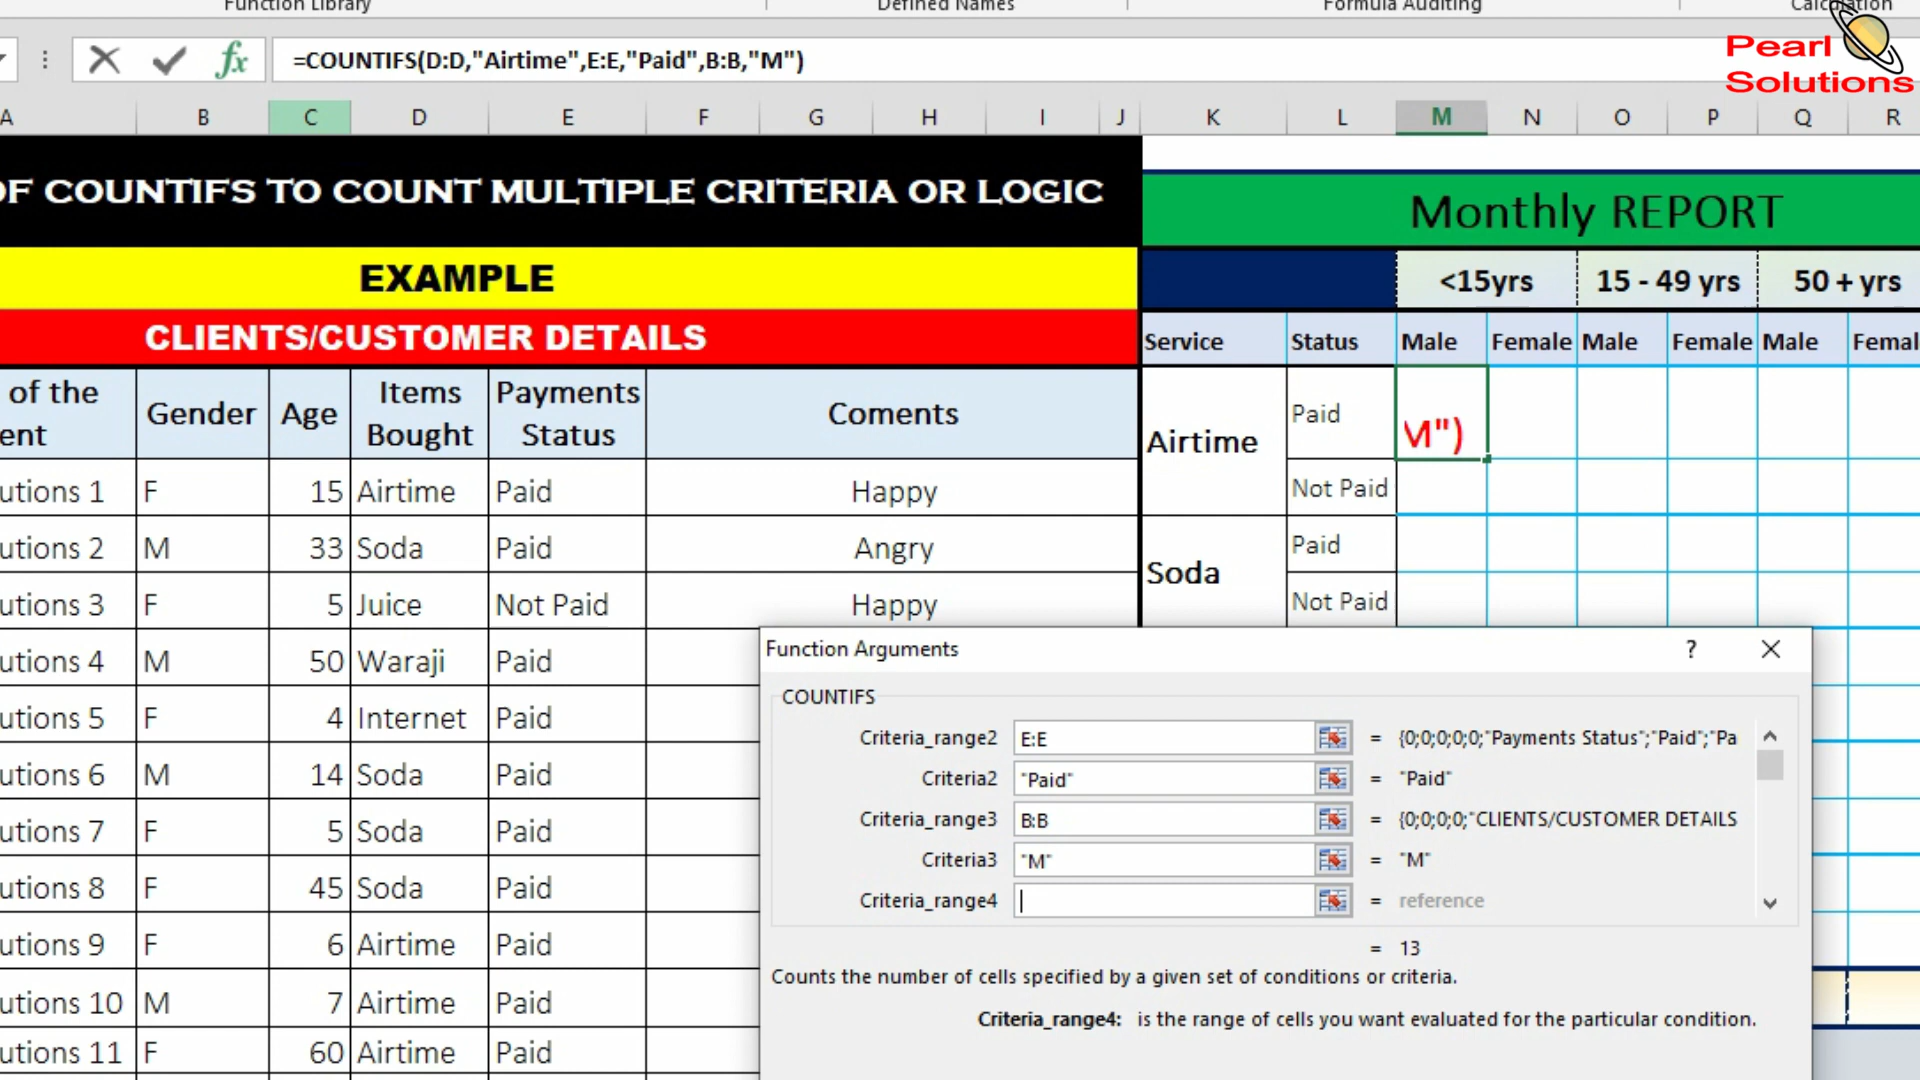 Function Library Defined Names Formula Auditing Calculation
Pearl
Solutions
=COUNTIFS(D:D,"Airtime",E:E,"Paid",B:B,"M")
A B C D E F G H I J K L M N O P Q R
OF COUNTIFS TO COUNT MULTIPLE CRITERIA OR LOGIC
Monthly REPORT
EXAMPLE
<15yrs 15 - 49 yrs 50 + yrs
CLIENTS/CUSTOMER DETAILS
Service Status Male Female Male Female Male Femal
of the
ent
Gender Age
Items
Bought
Payments
Status
Coments
Airtime
Paid
M")
Not Paid
Soda
Paid
Not Paid
utions 1 F 15 Airtime Paid Happy
utions 2 M 33 Soda Paid Angry
utions 3 F 5 Juice Not Paid Happy
utions 4 M 50 Waraji Paid
utions 5 F 4 Internet Paid
utions 6 M 14 Soda Paid
utions 7 F 5 Soda Paid
utions 8 F 45 Soda Paid
utions 9 F 6 Airtime Paid
utions 10 M 7 Airtime Paid
utions 11 F 60 Airtime Paid
Function Arguments ?
COUNTIFS
Criteria_range2 E:E = {0;0;0;0;0;"Payments Status";"Paid";"Pa
Criteria2 "Paid" = "Paid"
Criteria_range3 B:B = {0;0;0;0;"CLIENTS/CUSTOMER DETAILS
Criteria3 "M" = "M"
Criteria_range4 = reference
= 13
Counts the number of cells specified by a given set of conditions or criteria.
Criteria_range4: is the range of cells you want evaluated for the particular condition.